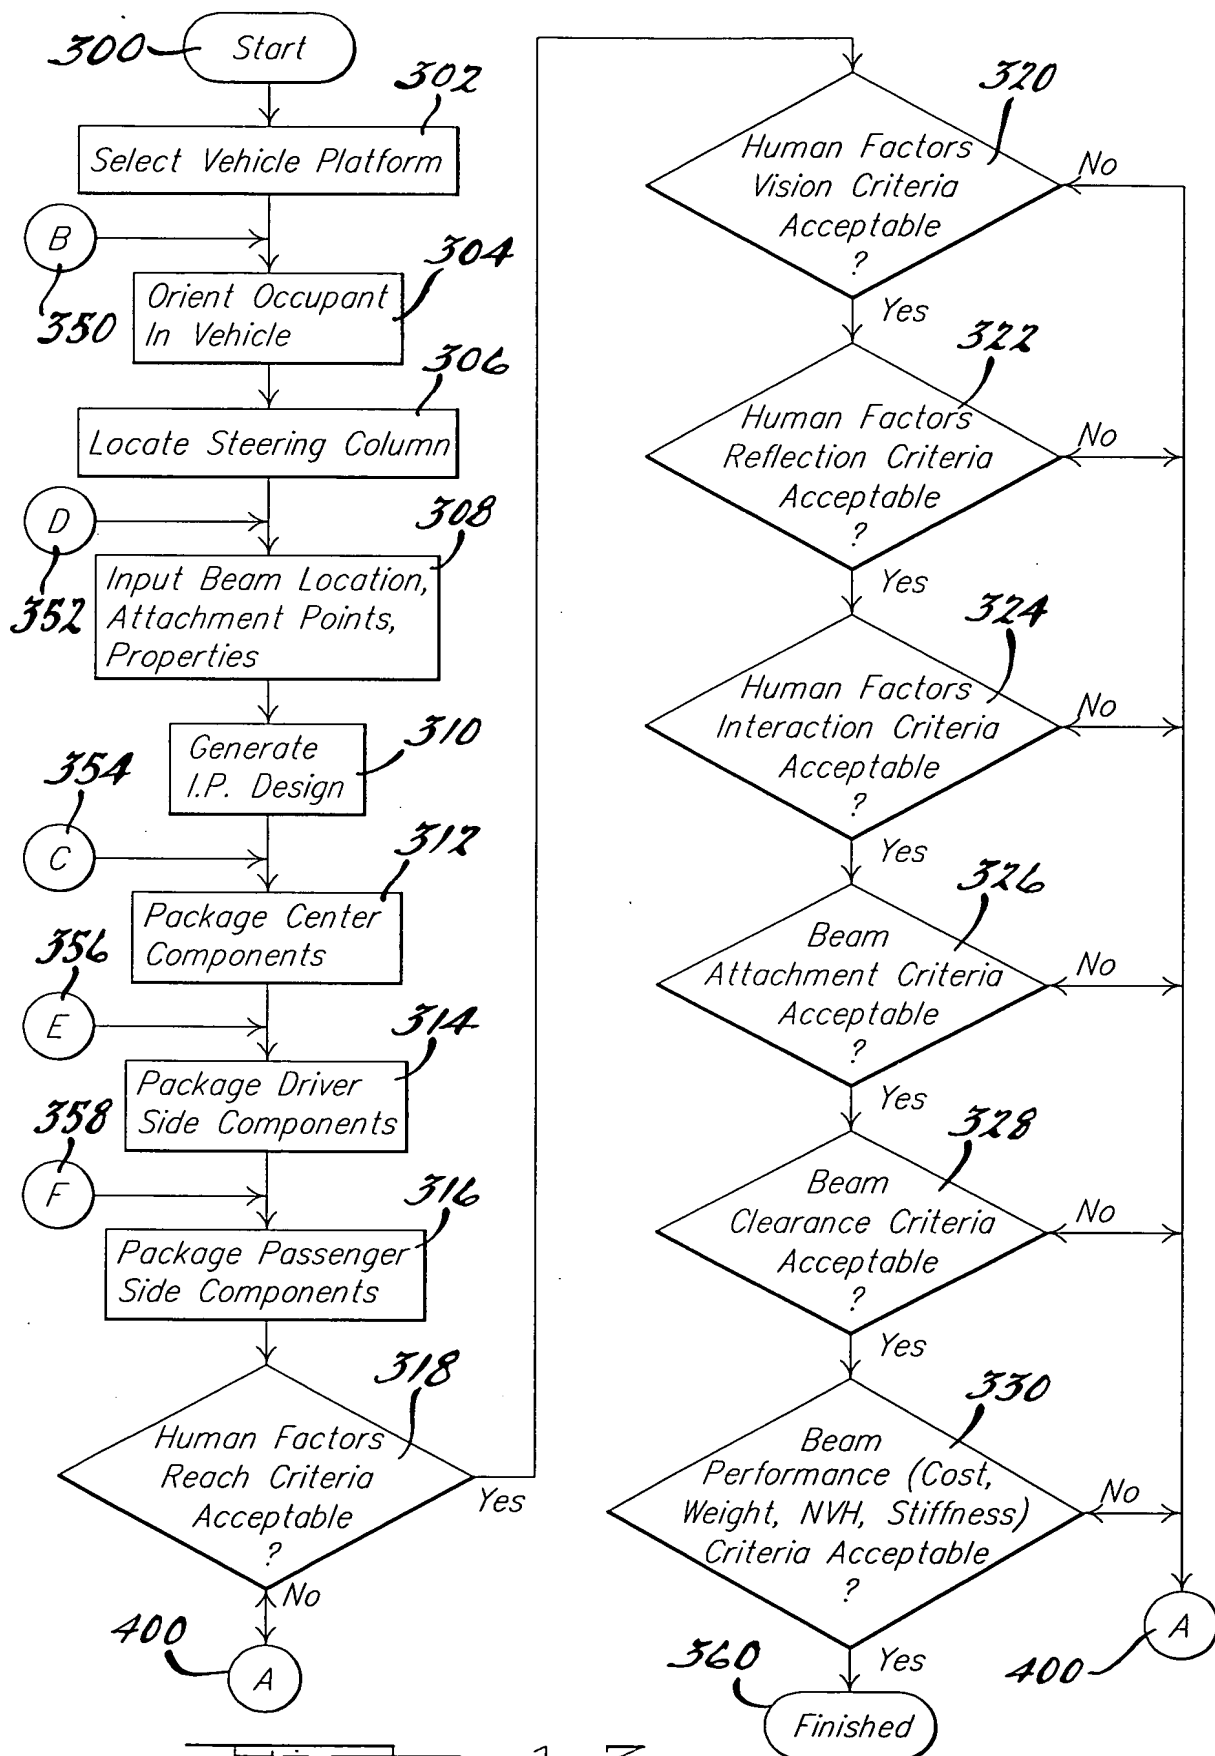 300
Start
302
Select Vehicle Platform
B
350
304
Orient Occupant
In Vehicle
306
Locate Steering Column
D
352
308
Input Beam Location,
Attachment Points,
Properties
310
Generate
I.P. Design
354
C
312
Package Center
Components
356
E
314
Package Driver
Side Components
358
F
316
Package Passenger
Side Components
318
Human Factors
Reach Criteria
Acceptable
?
Yes
No
400
A
320
Human Factors
Vision Criteria
Acceptable
?
No
Yes
322
Human Factors
Reflection Criteria
Acceptable
?
No
Yes
324
Human Factors
Interaction Criteria
Acceptable
?
No
Yes
326
Beam
Attachment Criteria
Acceptable
?
No
Yes
328
Beam
Clearance Criteria
Acceptable
?
No
Yes
330
Beam
Performance (Cost,
Weight, NVH, Stiffness)
Criteria Acceptable
?
No
Yes
A
400
360
Finished